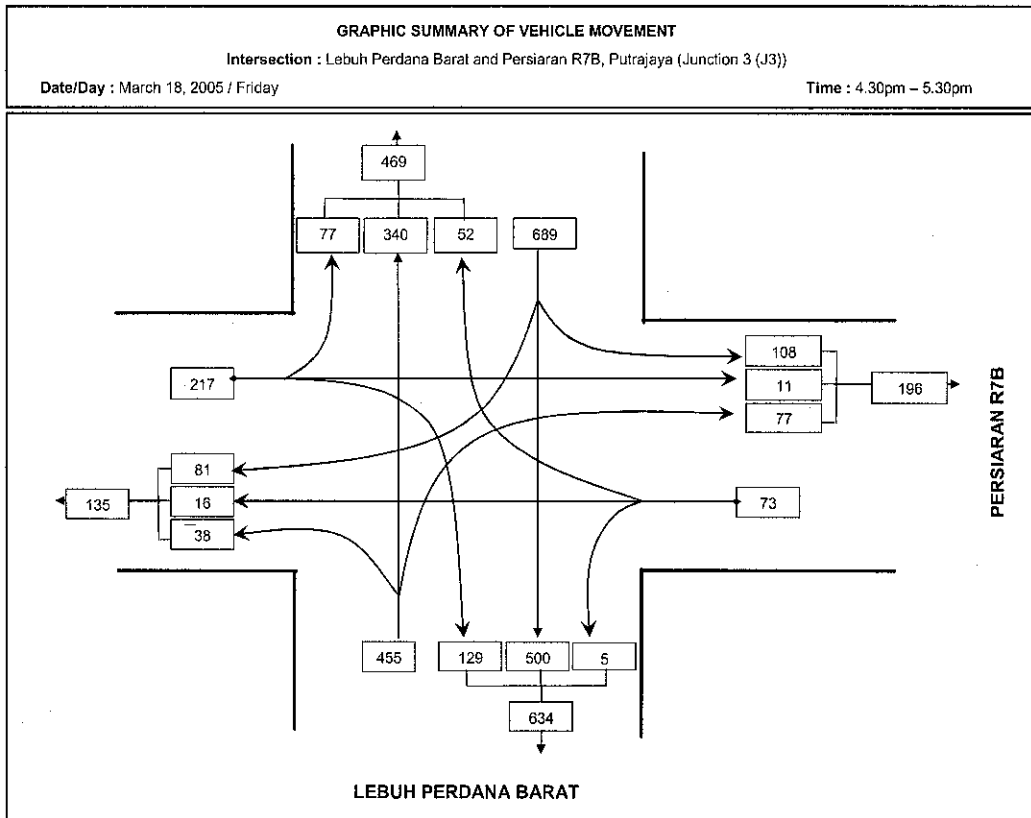 GRAPHIC SUMMARY OF VEHICLE MOVEMENT
Intersection : Lebuh Perdana Barat and Persiaran R7B, Putrajaya (Junction 3 (J3))
Date/Day : March 18, 2005 / Friday Time : 4.30pm – 5.30pm
469
77 340 52 689
108
217 11 196
77
81
135 16 73
38
455 129 500 5
634
PERSIARAN R7B
LEBUH PERDANA BARAT